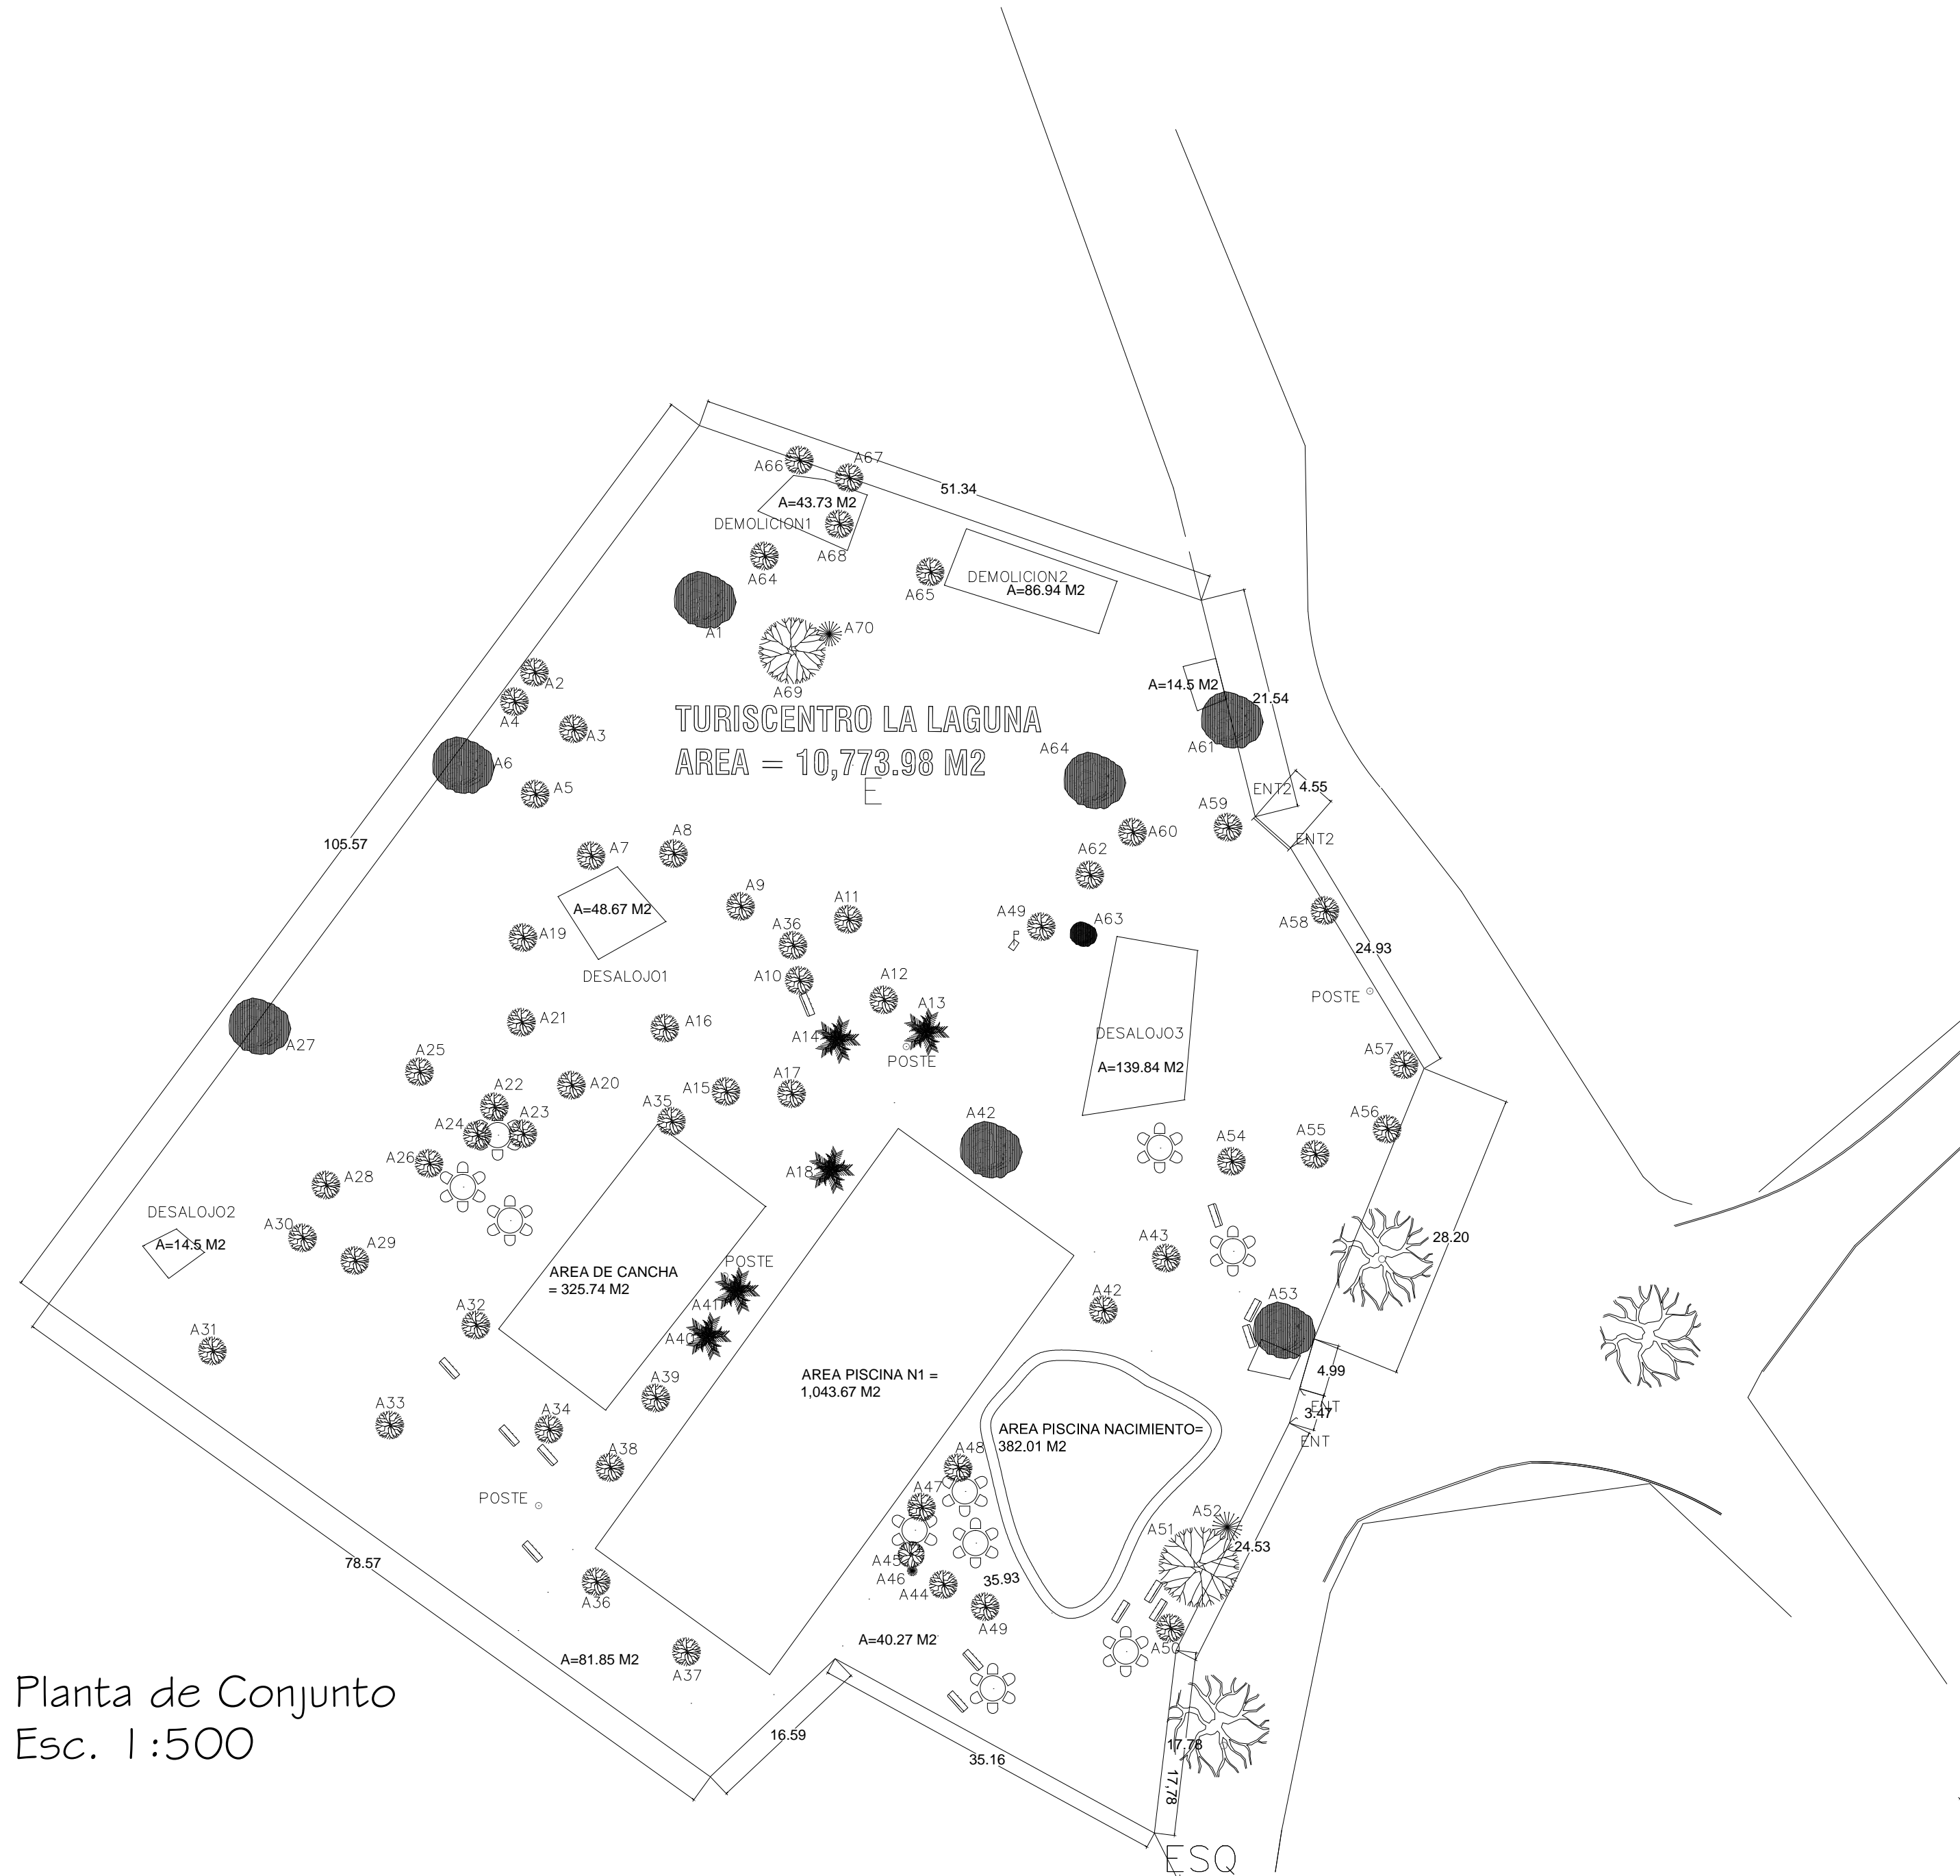 A66
A67
51.34
A=43.73 M2
DEMOLICION1
A68
A64
A65
DEMOLICION2
A=86.94 M2
A1
A70
A69
A2
A4
A3
A=14.5 M2
21.54
TURISCENTRO LA LAGUNA
AREA = 10,773.98 M2
E
A64
A61
A6
A5
ENT2
4.55
A59
A60
ENT2
105.57
A7
A8
A62
A9
A11
A49
A63
A58
A=48.67 M2
A36
A19
24.93
DESALOJO1
A10
A12
POSTE
A13
A21
A16
A14
DESALOJO3
A27
A25
POSTE
A57
A=139.84 M2
A20
A15
A17
A22
A35
A23
A42
A56
A24
A55
A54
A26
A18
A28
DESALOJO2
A30
A43
28.20
A=14.5 M2
A29
POSTE
AREA DE CANCHA
= 325.74 M2
A42
A53
A32
A41
A40
A31
4.99
AREA PISCINA N1 =
1,043.67 M2
A39
ENT
3.47
A33
A34
AREA PISCINA NACIMIENTO=
382.01 M2
ENT
A38
A48
A47
POSTE
A52
A51
24.53
78.57
A45
A46
35.93
A44
A36
A49
A=40.27 M2
A50
A=81.85 M2
A37
Planta de Conjunto
Esc. 1:500
16.59
17.78
35.16
17,78
ESQ